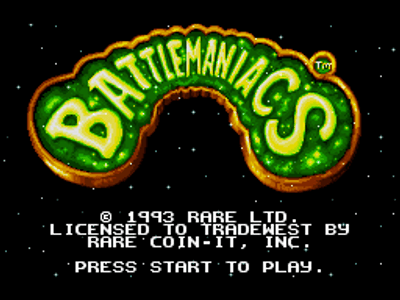 BATTLEMANIACS TM
© 1993 RARE LTD.
LICENSED TO TRADEWEST BY
RARE COIN-IT, INC.
PRESS START TO PLAY.